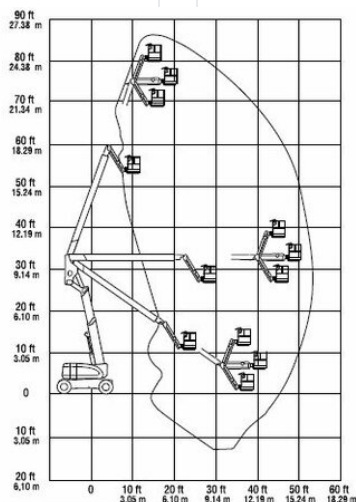 90 ft
27.38 m
80 ft
24.38 m
70 ft
21.34 m
60 ft
18.29 m
50 ft
15.24 m
40 ft
12.19 m
30 ft
9.14 m
20 ft
6.10 m
10 ft
3.05 m
0
10 ft
3.05 m
20 ft
6,10 m
0
10 ft
3.05 m
20 ft
6.10 m
30 ft
9.14 m
40 ft
12.19 m
50 ft
15.24 m
60 ft
18.29 m